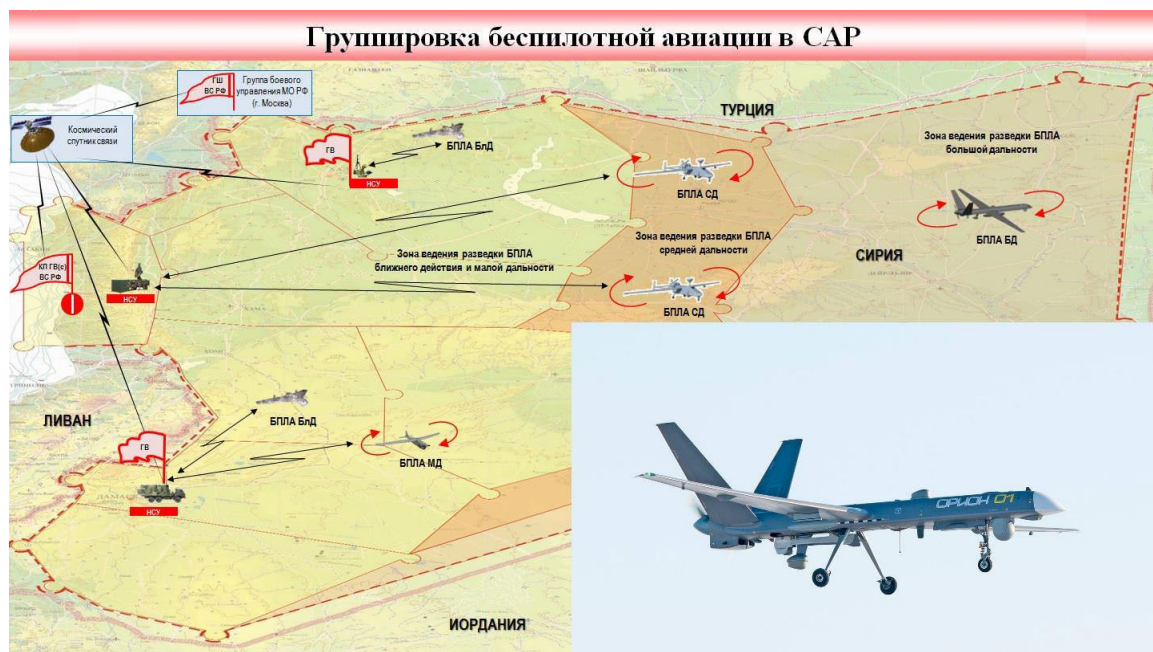 Группировка беспилотной авиации в САР
ГШ
ВС РФ
Группа боевого
управления МО РФ
(г. Москва)
Космический
спутник связи
ТУРЦИЯ
ГВ
БПЛА БлД
НСУ
Зона ведения разведки БПЛА
большой дальности
БПЛА СД
БПЛА БД
Зона ведения разведки БПЛА
средней дальности
СИРИЯ
Зона ведения разведки БПЛА
ближнего действия и малой дальности
КП ГВ(с)
ВС РФ
НСУ
БПЛА СД
ЛИВАН
БПЛА БлД
ГВ
БПЛА МД
НСУ
ИОРДАНИЯ
ОРИОН 01